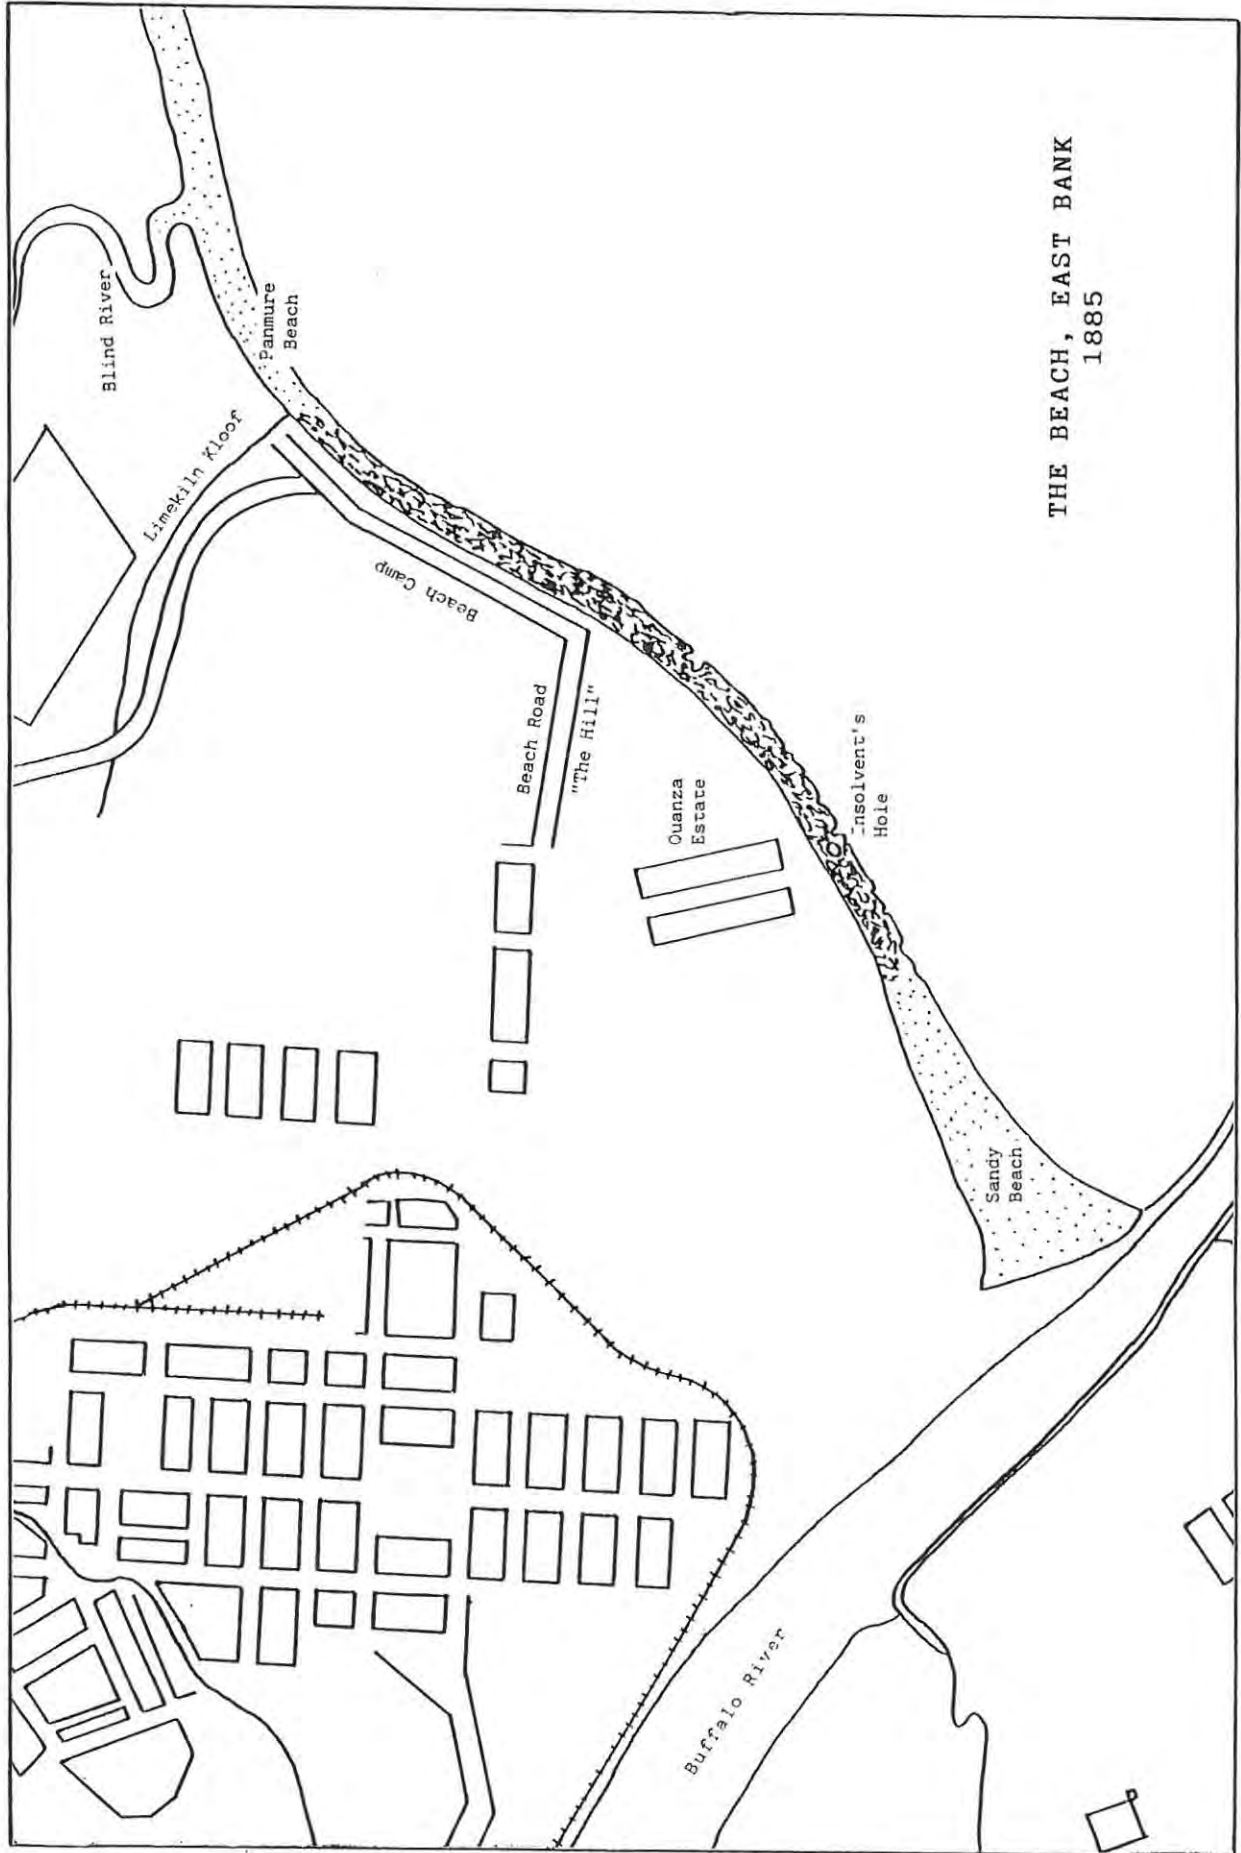 THE BEACH, EAST BANK
1885
Blind River
Panmure
Beach
Limekiln Kloof
Beach Camp
Beach Road
"The Hill"
Quanza
Estate
Insolvent's
Hole
Sandy
Beach
Buffalo River